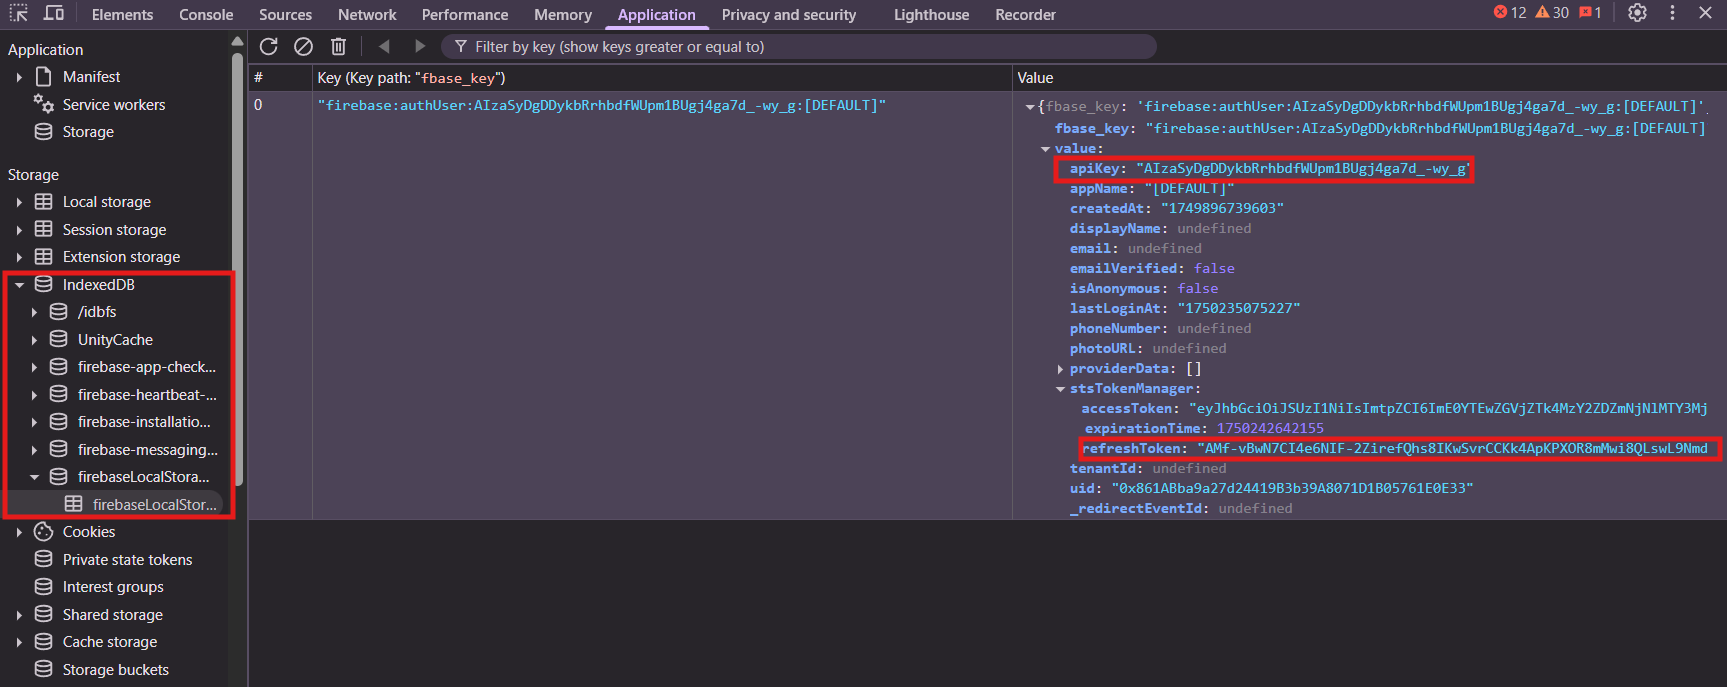 Elements Console Sources Network Performance Memory Application Privacy and security Lighthouse Recorder 12 30 1
Application
Manifest
Service workers
Storage
Storage
Local storage
Session storage
Extension storage
IndexedDB
/idbfs
UnityCache
firebase-app-check...
firebase-heartbeat-...
firebase-installatio...
firebase-messaging...
firebaseLocalStora...
firebaseLocalStor...
Cookies
Private state tokens
Interest groups
Shared storage
Cache storage
Storage buckets
Filter by key (show keys greater or equal to)
# Key (Key path: "fbase_key") Value
0 "firebase:authUser:AIzaSyDgDDykbRrhbdfWUpm1BUgj4ga7d_-wy_g:[DEFAULT]"
{fbase_key: 'firebase:authUser:AIzaSyDgDDykbRrhbdfWUpm1BUgj4ga7d_-wy_g:[DEFAULT]',
fbase_key: "firebase:authUser:AIzaSyDgDDykbRrhbdfWUpm1BUgj4ga7d_-wy_g:[DEFAULT]
value:
apiKey: "AIzaSyDgDDykbRrhbdfWUpm1BUgj4ga7d_-wy_g"
appName: "[DEFAULT]"
createdAt: "1749896739603"
displayName: undefined
email: undefined
emailVerified: false
isAnonymous: false
lastLoginAt: "1750235075227"
phoneNumber: undefined
photoURL: undefined
providerData: []
stsTokenManager:
accessToken: "eyJhbGciOiJSUzI1NiIsImtpZCI6ImE0YTEwZGVjZTk4MzY2ZDZmNjNlMTY3Mj
expirationTime: 1750242642155
refreshToken: "AMf-vBwN7CI4e6NIF-2ZirefQhs8IKwSvrCCKk4ApKPXOR8mMwi8QLswL9Nmd
tenantId: undefined
uid: "0x861ABba9a27d24419B3b39A8071D1B05761E0E33"
_redirectEventId: undefined